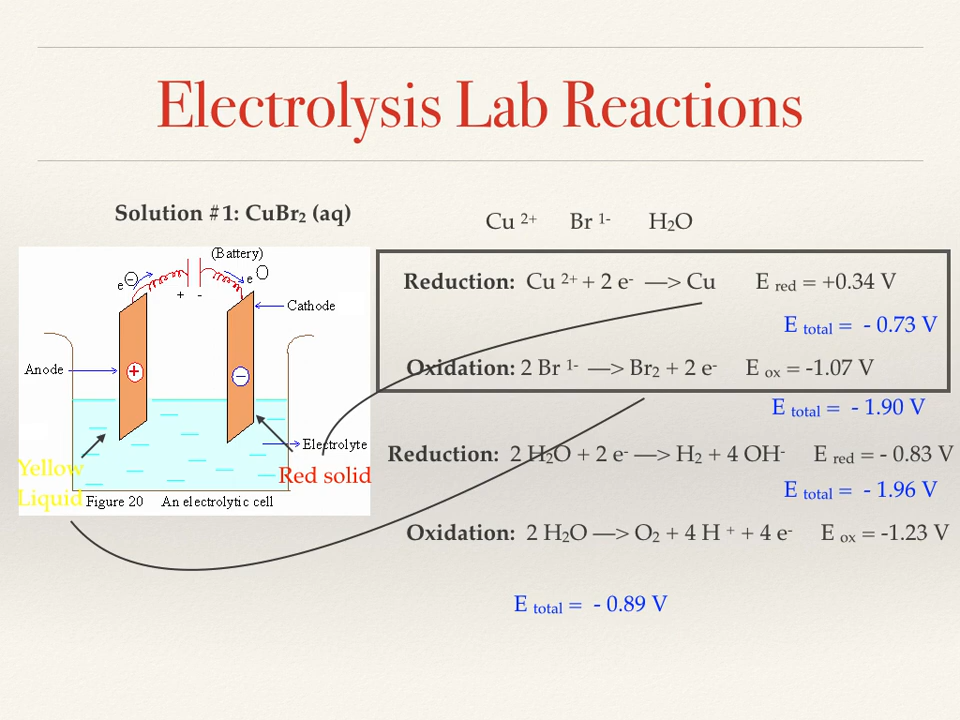 Electrolysis Lab Reactions
Solution #1: CuBr₂ (aq)
Cu ²⁺ Br ¹⁻ H₂O
(Battery)
e⊖
e⊖
+ -
Cathode
Anode
+
−
Electrolyte
Yellow
Liquid
Red solid
Figure 20 An electrolytic cell
Reduction: Cu ²⁺ + 2 e⁻ —> Cu E red = +0.34 V
E total = - 0.73 V
Oxidation: 2 Br ¹⁻ —> Br₂ + 2 e⁻ E ox = -1.07 V
E total = - 1.90 V
Reduction: 2 H₂O + 2 e⁻ —> H₂ + 4 OH⁻ E red = - 0.83 V
E total = - 1.96 V
Oxidation: 2 H₂O —> O₂ + 4 H ⁺ + 4 e⁻ E ox = -1.23 V
E total = - 0.89 V